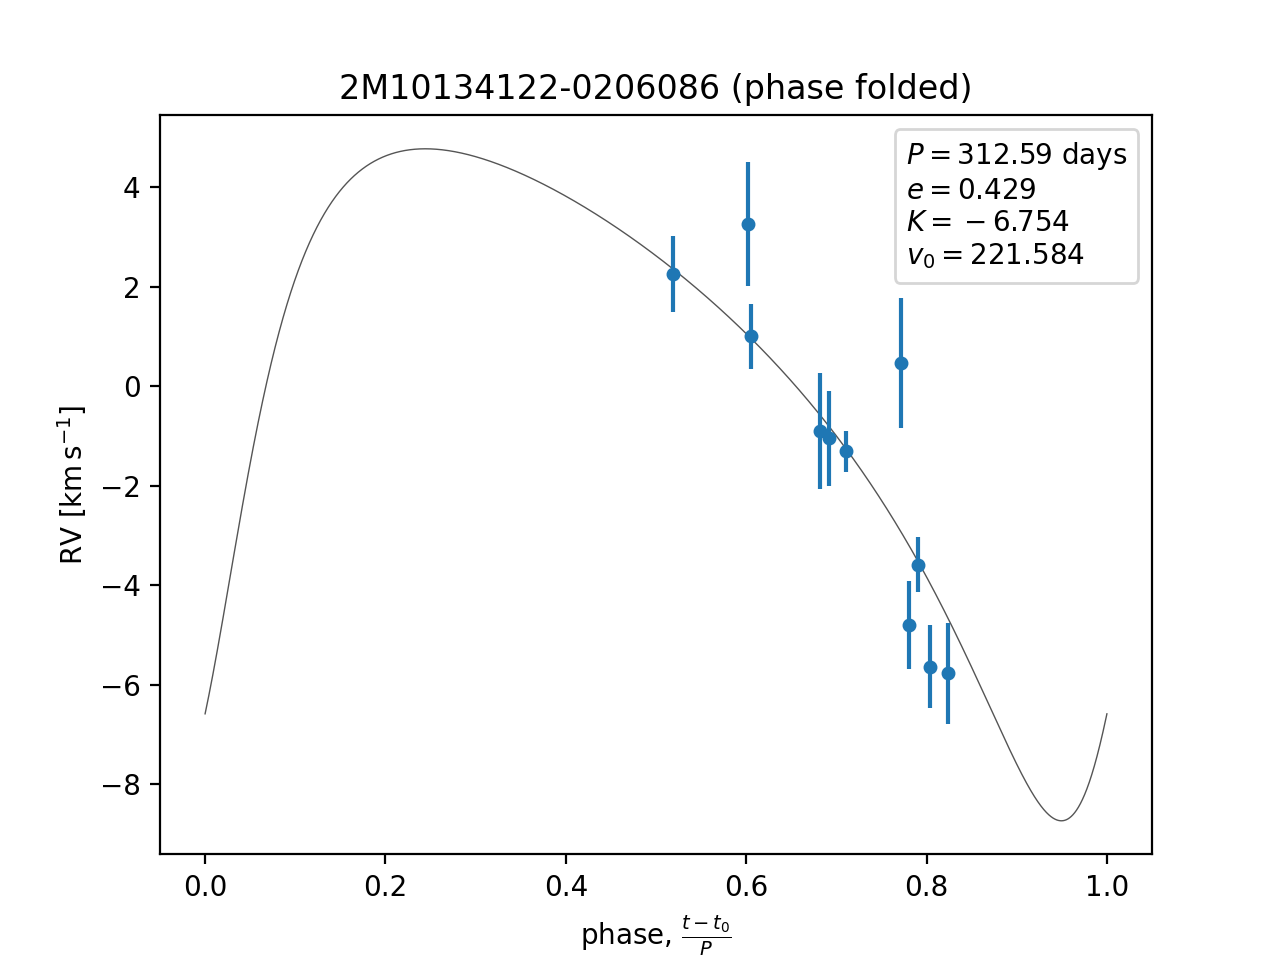 2M10134122-0206086 (phase folded)
P = 312.59 days
e = 0.429
K = −6.754
v₀ = 221.584
4
2
0
−2
−4
−6
−8
RV [km s⁻¹]
0.0 0.2 0.4 0.6 0.8 1.0
phase, (t − t₀)/P